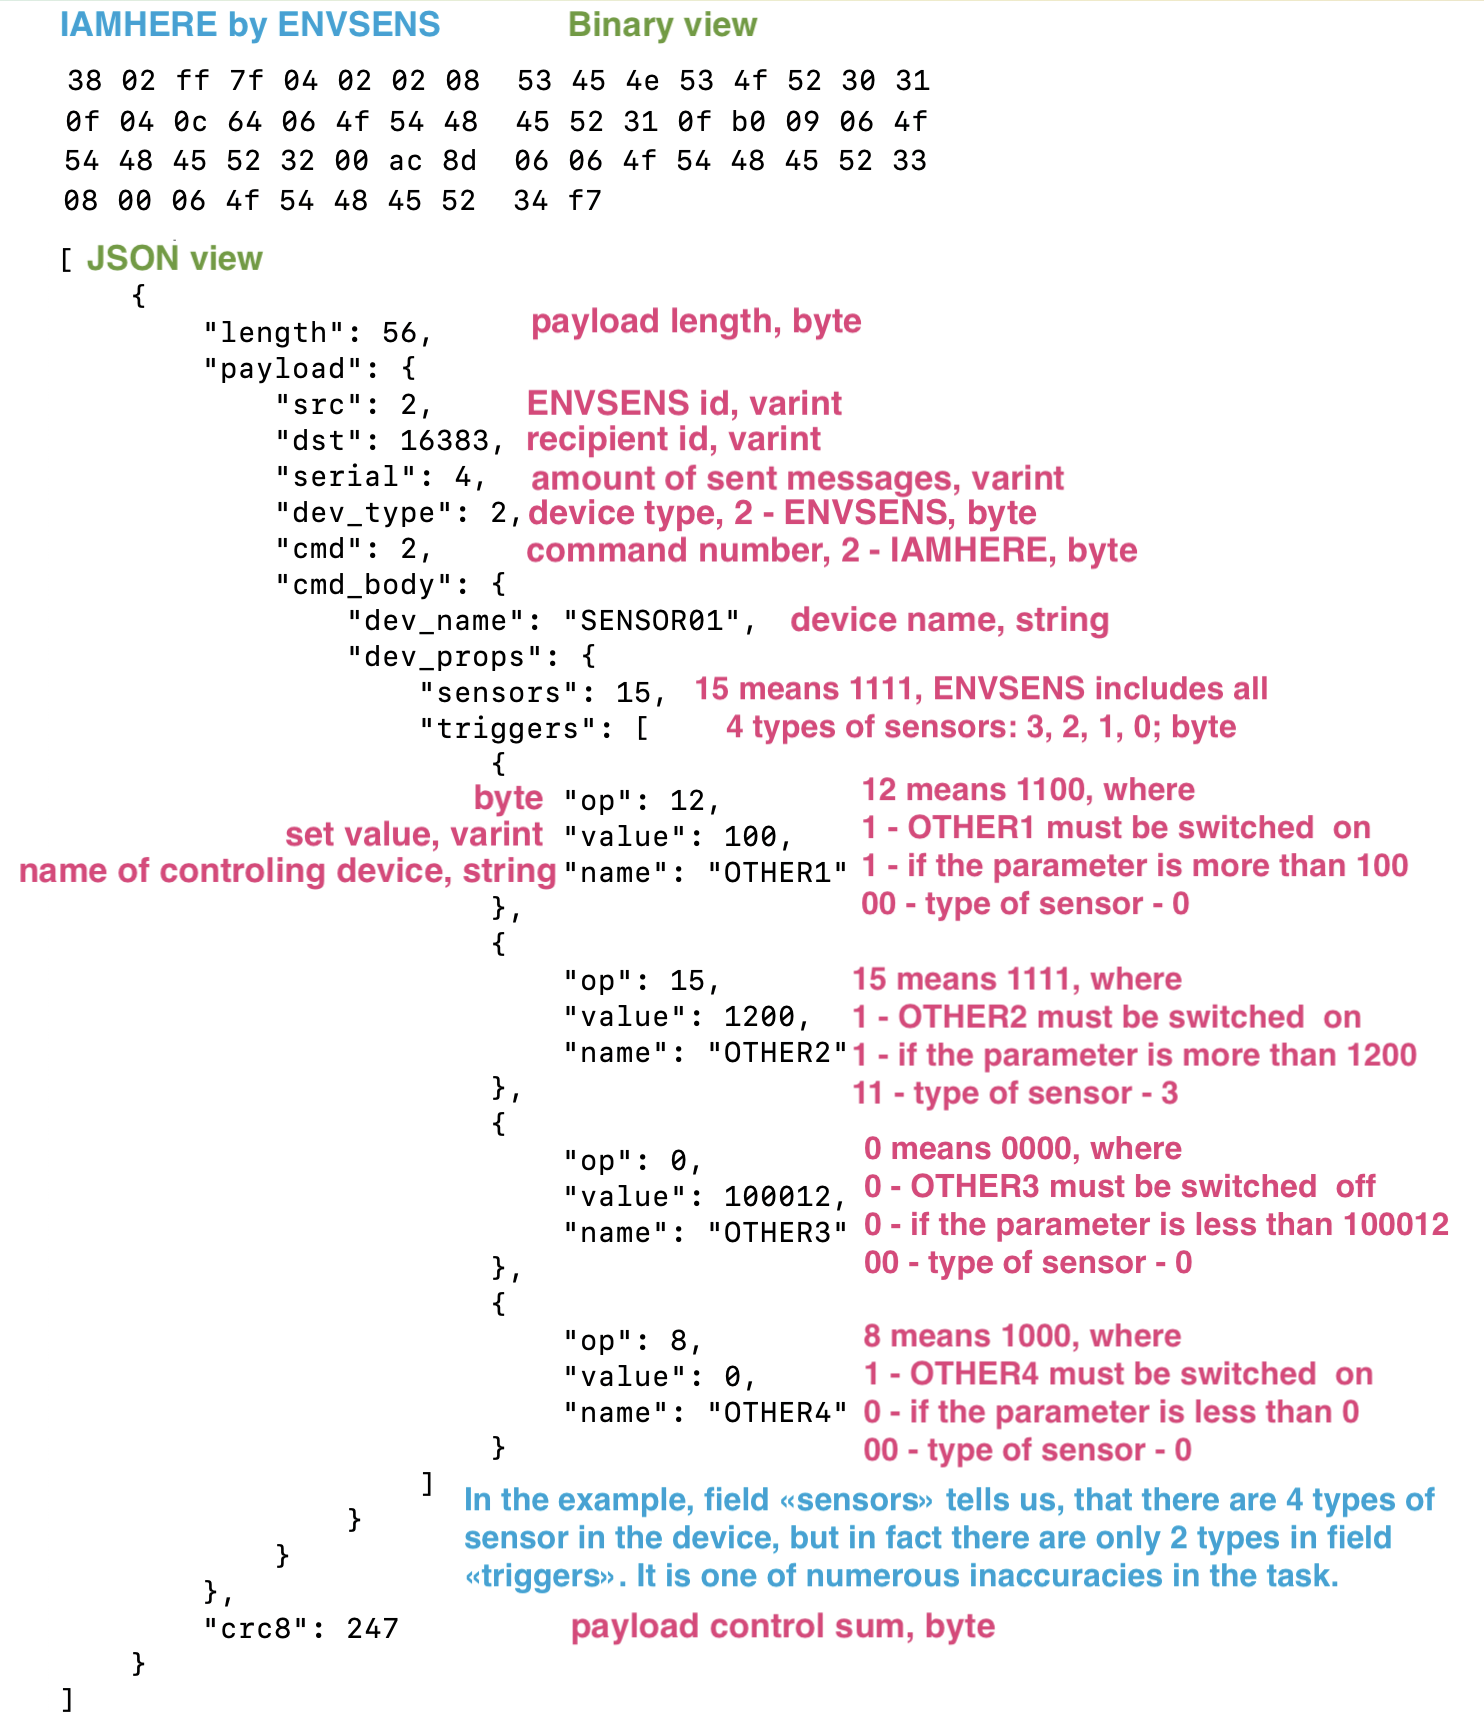 IAMHERE by ENVSENS Binary view
38 02 ff 7f 04 02 02 08 53 45 4e 53 4f 52 30 31
0f 04 0c 64 06 4f 54 48 45 52 31 0f b0 09 06 4f
54 48 45 52 32 00 ac 8d 06 06 4f 54 48 45 52 33
08 00 06 4f 54 48 45 52 34 f7
[ JSON view
{
"length": 56, payload length, byte
"payload": {
"src": 2, ENVSENS id, varint
"dst": 16383, recipient id, varint
"serial": 4, amount of sent messages, varint
"dev_type": 2, device type, 2 - ENVSENS, byte
"cmd": 2, command number, 2 - IAMHERE, byte
"cmd_body": {
"dev_name": "SENSOR01", device name, string
"dev_props": {
"sensors": 15, 15 means 1111, ENVSENS includes all
"triggers": [ 4 types of sensors: 3, 2, 1, 0; byte
{
byte "op": 12, 12 means 1100, where
set value, varint "value": 100, 1 - OTHER1 must be switched on
name of controling device, string "name": "OTHER1" 1 - if the parameter is more than 100
}, 00 - type of sensor - 0
{
"op": 15, 15 means 1111, where
"value": 1200, 1 - OTHER2 must be switched on
"name": "OTHER2" 1 - if the parameter is more than 1200
}, 11 - type of sensor - 3
{
"op": 0, 0 means 0000, where
"value": 100012, 0 - OTHER3 must be switched off
"name": "OTHER3" 0 - if the parameter is less than 100012
}, 00 - type of sensor - 0
{
"op": 8, 8 means 1000, where
"value": 0, 1 - OTHER4 must be switched on
"name": "OTHER4" 0 - if the parameter is less than 0
} 00 - type of sensor - 0
] In the example, field «sensors» tells us, that there are 4 types of
} sensor in the device, but in fact there are only 2 types in field
} «triggers». It is one of numerous inaccuracies in the task.
},
"crc8": 247 payload control sum, byte
}
]